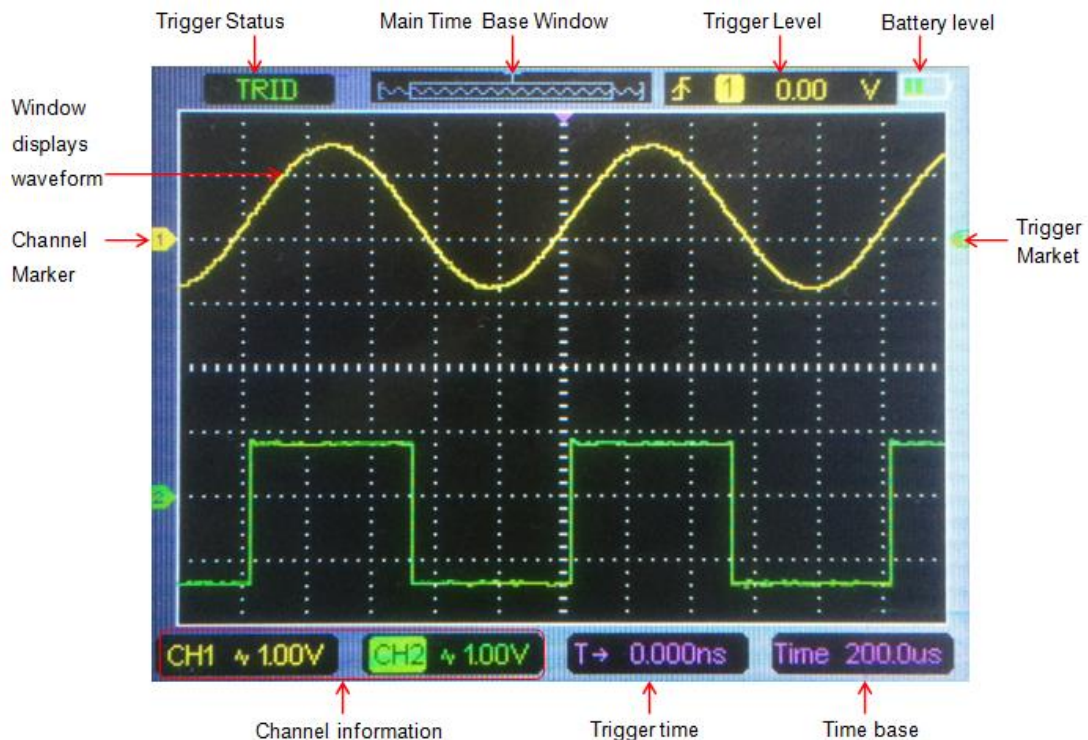 Trigger Status
Main Time Base Window
Trigger Level
Battery level
TRID
1 0.00 V
Window
displays
waveform
Channel
Marker
1
Trigger
Market
2
CH1 1.00V
CH2 1.00V
T→ 0.000ns
Time 200.0us
Channel information
Trigger time
Time base